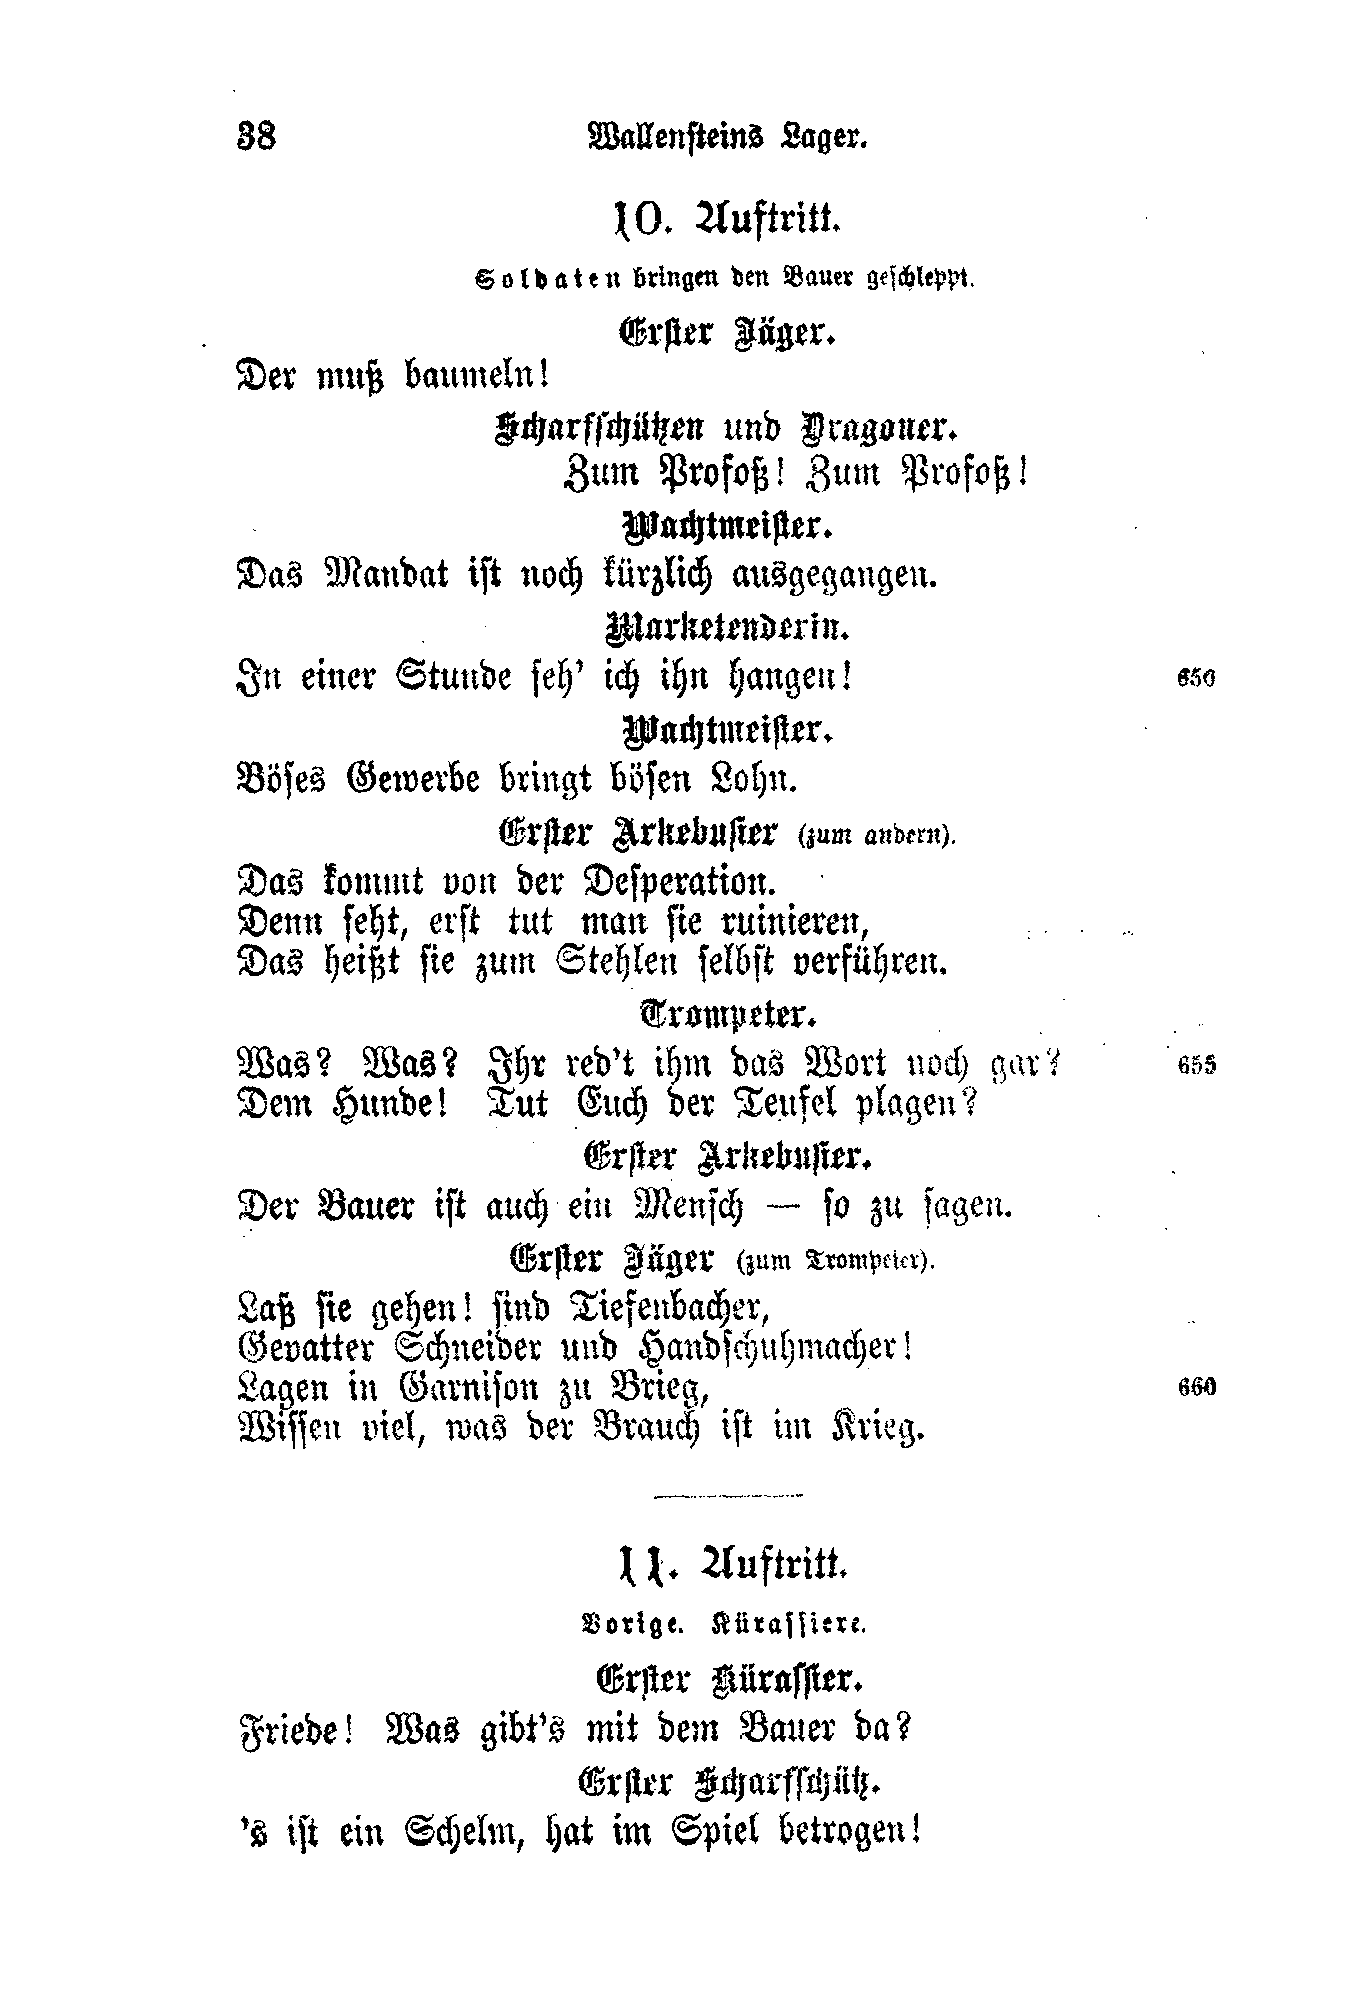 38 Wallensteins Lager.
10. Auftritt.
Soldaten bringen den Bauer geschleppt.
Erster Jäger.
Der muß baumeln!
Scharfschützen und Dragoner.
Zum Profoß! Zum Profoß!
Wachtmeister.
Das Mandat ist noch kürzlich ausgegangen.
Marketenderin.
In einer Stunde seh' ich ihn hangen! 650
Wachtmeister.
Böses Gewerbe bringt bösen Lohn.
Erster Arkebusier (zum andern).
Das kommt von der Desperation.
Denn seht, erst tut man sie ruinieren,
Das heißt sie zum Stehlen selbst verführen.
Trompeter.
Was? Was? Ihr red't ihm das Wort noch gar? 655
Dem Hunde! Tut Euch der Teufel plagen?
Erster Arkebusier.
Der Bauer ist auch ein Mensch — so zu sagen.
Erster Jäger (zum Trompeter).
Laß sie gehen! sind Tiefenbacher,
Gevatter Schneider und Handschuhmacher!
Lagen in Garnison zu Brieg, 660
Wissen viel, was der Brauch ist im Krieg.
11. Auftritt.
Vorige. Kürassiere.
Erster Kürassier.
Friede! Was gibt's mit dem Bauer da?
Erster Scharfschütz.
's ist ein Schelm, hat im Spiel betrogen!